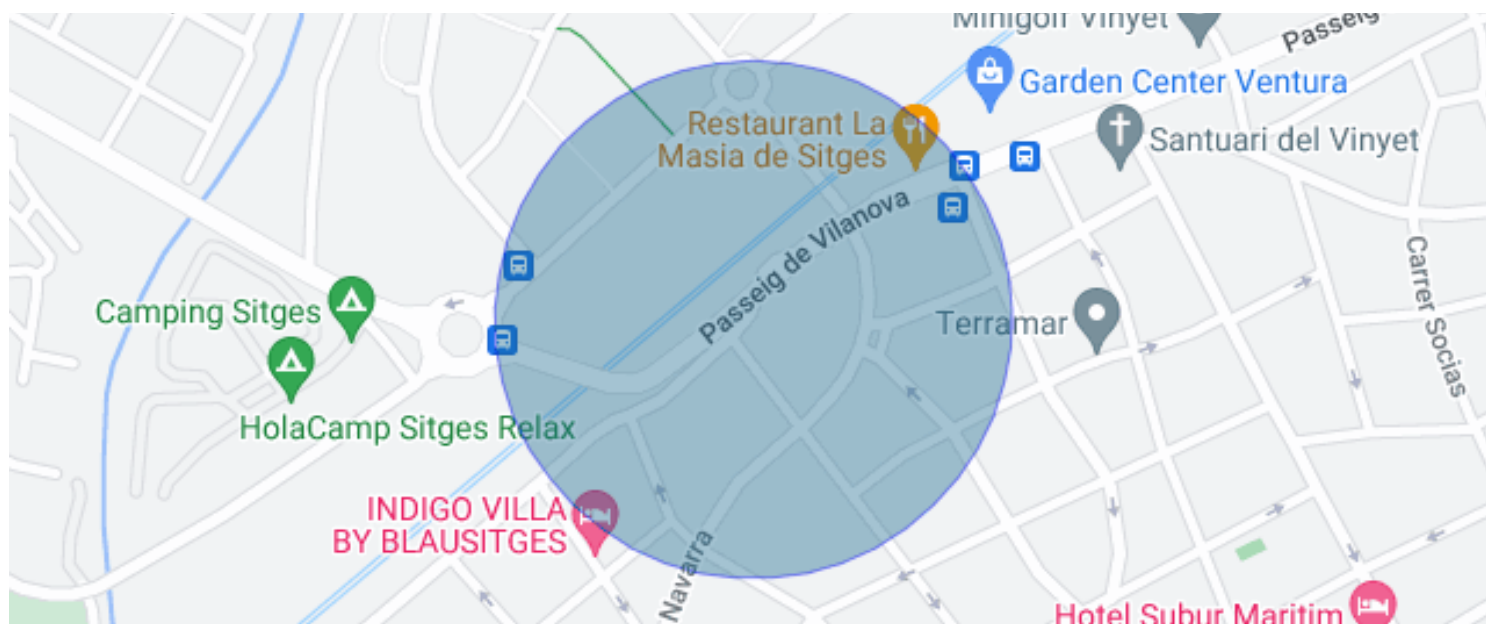 Minigolf Vinyet
Passeig
Garden Center Ventura
Restaurant La
Masia de Sitges
Santuari del Vinyet
Passeig de Vilanova
Carrer Socias
Camping Sitges
Terramar
HolaCamp Sitges Relax
INDIGO VILLA
BY BLAUSITGES
Navarra
Hotel Subur Maritim